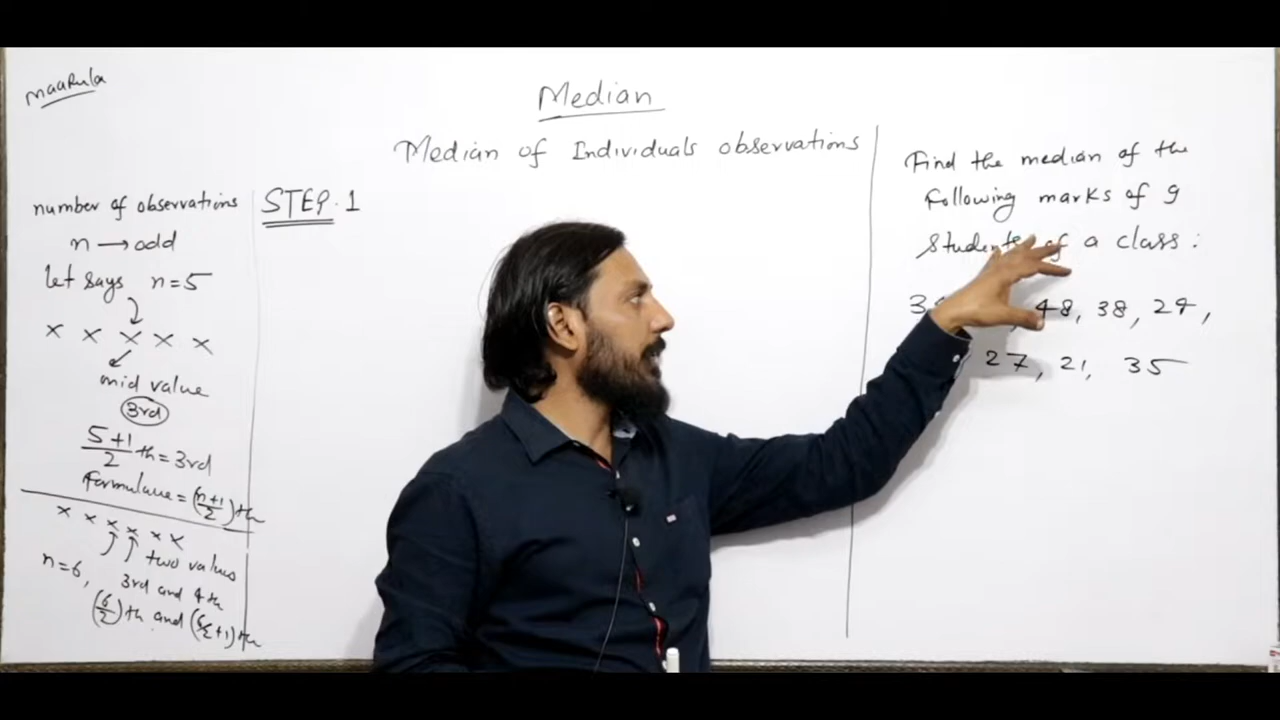 maarula
Median
Median of Individuals observations
number of observations
n → odd
let says n=5
x x x x x
mid value
3rd
5+1/2 th = 3rd
formulaue = (n+1/2)th
x x x x x x
two values
n=6, 3rd and 4th
(6/2)th and (6/2+1)th
STEP.1
Find the median of the
following marks of 9
students of a class :
48, 38, 24,
27, 21, 35